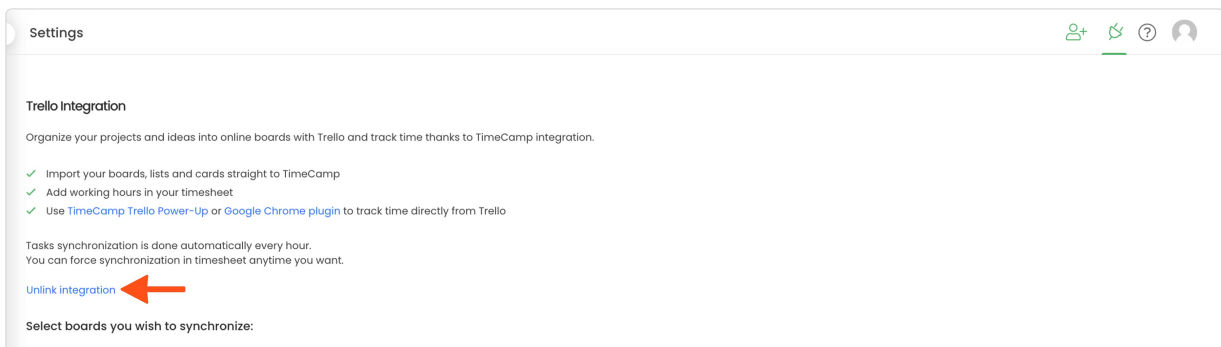 Settings
Trello Integration
Organize your projects and ideas into online boards with Trello and track time thanks to TimeCamp integration.
Import your boards, lists and cards straight to TimeCamp
Add working hours in your timesheet
Use TimeCamp Trello Power-Up or Google Chrome plugin to track time directly from Trello
Tasks synchronization is done automatically every hour.
You can force synchronization in timesheet anytime you want.
Unlink integration
Select boards you wish to synchronize: